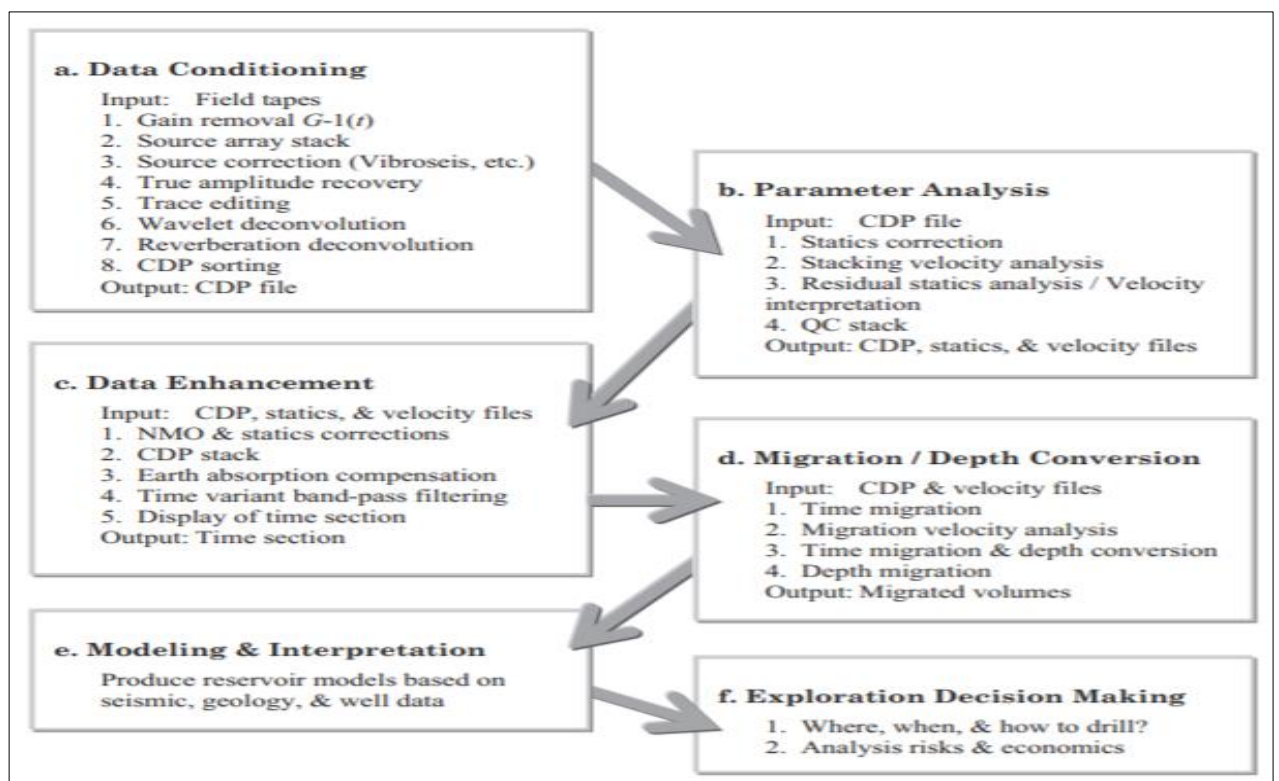 a. Data Conditioning
Input: Field tapes
1. Gain removal G-1(t)
2. Source array stack
3. Source correction (Vibroseis, etc.)
4. True amplitude recovery
5. Trace editing
6. Wavelet deconvolution
7. Reverberation deconvolution
8. CDP sorting
Output: CDP file
b. Parameter Analysis
Input: CDP file
1. Statics correction
2. Stacking velocity analysis
3. Residual statics analysis / Velocity
interpretation
4. QC stack
Output: CDP, statics, & velocity files
c. Data Enhancement
Input: CDP, statics, & velocity files
1. NMO & statics corrections
2. CDP stack
3. Earth absorption compensation
4. Time variant band-pass filtering
5. Display of time section
Output: Time section
d. Migration / Depth Conversion
Input: CDP & velocity files
1. Time migration
2. Migration velocity analysis
3. Time migration & depth conversion
4. Depth migration
Output: Migrated volumes
e. Modeling & Interpretation
Produce reservoir models based on
seismic, geology, & well data
f. Exploration Decision Making
1. Where, when, & how to drill?
2. Analysis risks & economics